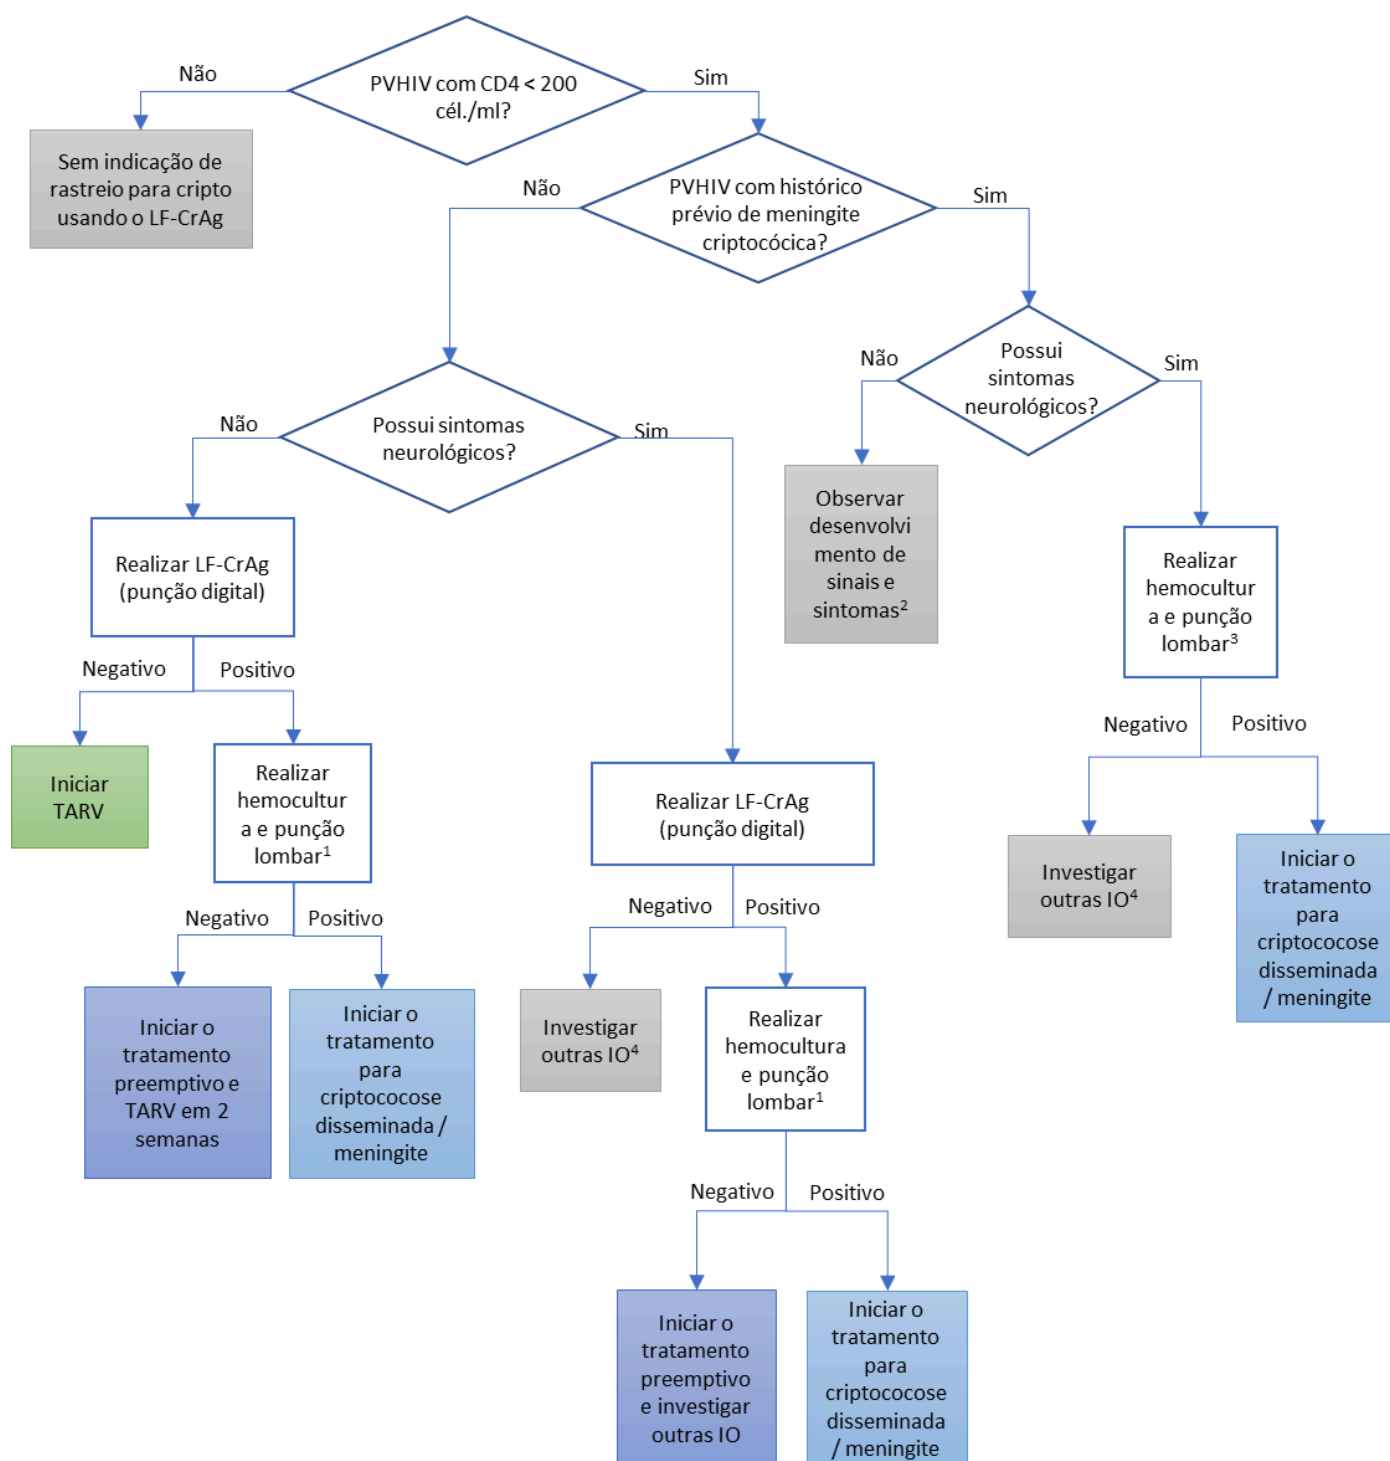 Não
PVHIV com CD4 < 200
cél./ml?
Sim
Sem indicação de
rastreio para cripto
usando o LF-CrAg
Não
PVHIV com histórico
prévio de meningite
criptocócica?
Sim
Não
Possui
sintomas
neurológicos?
Sim
Não
Possui sintomas
neurológicos?
Sim
Observar
desenvolvi
mento de
sinais e
sintomas²
Realizar
hemocultur
a e punção
lombar³
Realizar LF-CrAg
(punção digital)
Negativo
Positivo
Negativo
Positivo
Iniciar
TARV
Realizar
hemocultur
a e punção
lombar¹
Realizar LF-CrAg
(punção digital)
Investigar
outras IO⁴
Iniciar o
tratamento
para
criptococose
disseminada
/ meningite
Negativo
Positivo
Negativo
Positivo
Iniciar o
tratamento
preemptivo e
TARV em 2
semanas
Iniciar o
tratamento
para
criptococose
disseminada /
meningite
Investigar
outras IO⁴
Realizar
hemocultura
e punção
lombar¹
Negativo
Positivo
Iniciar o
tratamento
preemptivo
e investigar
outras IO
Iniciar o
tratamento
para
criptococose
disseminada
/ meningite